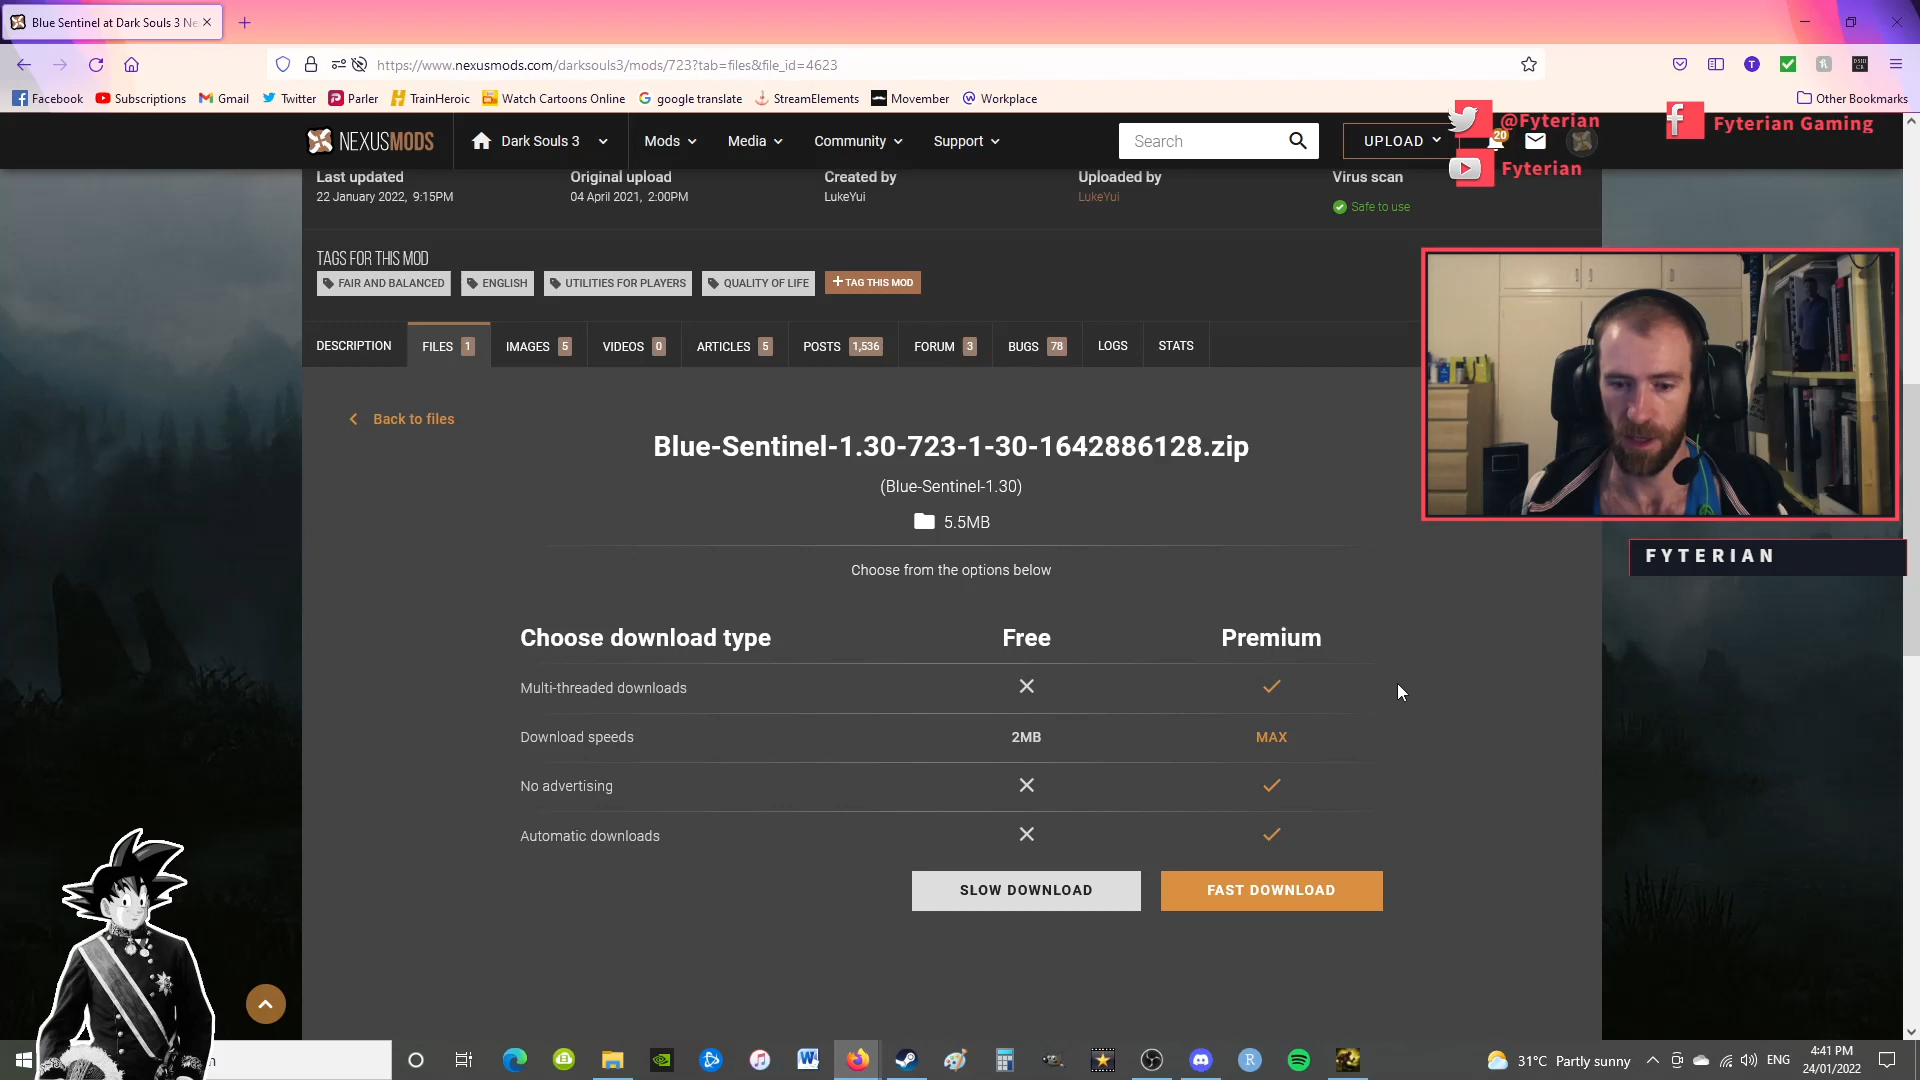 Blue Sentinel at Dark Souls 3 Ne
https://www.nexusmods.com/darksouls3/mods/723?tab=files&file_id=4623
Facebook Subscriptions Gmail Twitter Parler TrainHeroic Watch Cartoons Online google translate StreamElements Movember Workplace Other Bookmarks
NEXUSMODS Dark Souls 3 Mods Media Community Support Search UPLOAD 20
@Fyterian
Fyterian Gaming
Fyterian
Last updated Original upload Created by Uploaded by Virus scan
22 January 2022, 9:15PM 04 April 2021, 2:00PM LukeYui LukeYui Safe to use
TAGS FOR THIS MOD
FAIR AND BALANCED ENGLISH UTILITIES FOR PLAYERS QUALITY OF LIFE + TAG THIS MOD
DESCRIPTION FILES 1 IMAGES 5 VIDEOS 0 ARTICLES 5 POSTS 1,536 FORUM 3 BUGS 78 LOGS STATS
Back to files
Blue-Sentinel-1.30-723-1-30-1642886128.zip
(Blue-Sentinel-1.30)
5.5MB
Choose from the options below
FYTERIAN
Choose download type Free Premium
Multi-threaded downloads
Download speeds 2MB MAX
No advertising
Automatic downloads
SLOW DOWNLOAD FAST DOWNLOAD
31°C Partly sunny ENG
4:41 PM
24/01/2022